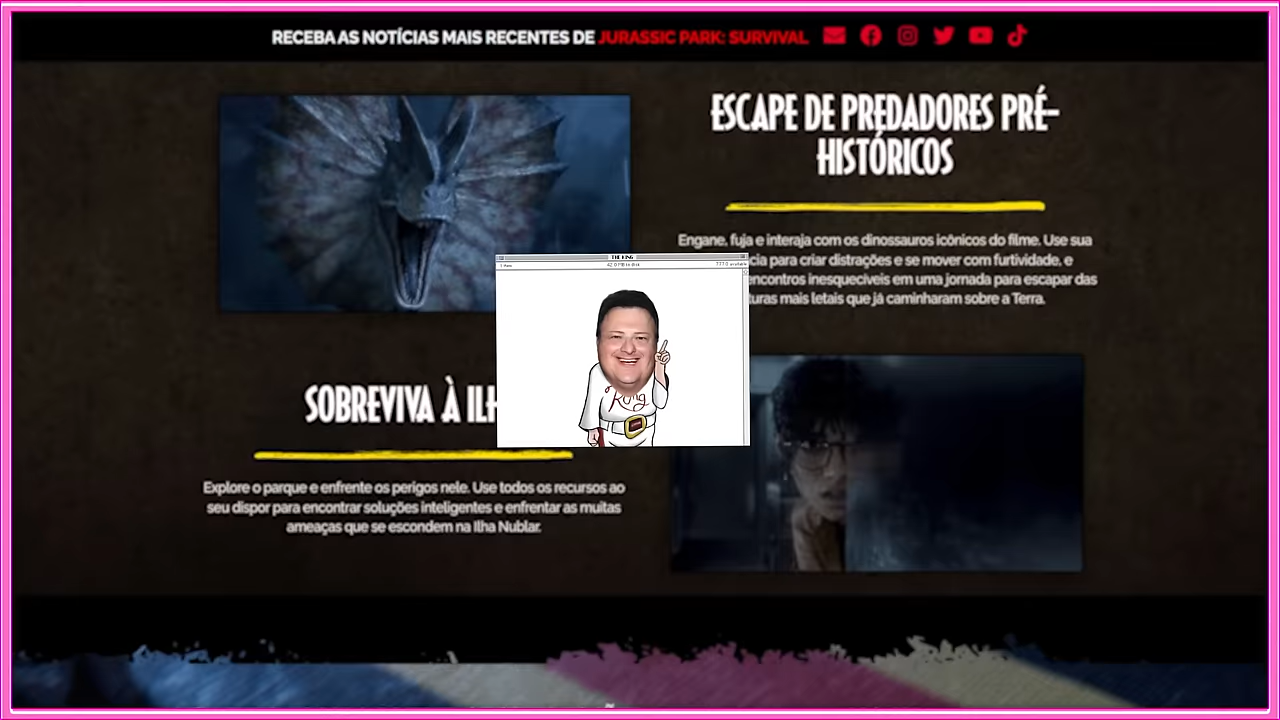 RECEBA AS NOTÍCIAS MAIS RECENTES DE JURASSIC PARK: SURVIVAL
ESCAPE DE PREDADORES PRÉ-
HISTÓRICOS
Engane, fuja e interaja com os dinossauros icônicos do filme. Use sua
para criar distrações e se mover com furtividade, e
encontros inesquecíveis em uma jornada para escapar das
mais letais que já caminharam sobre a Terra.
THE KING
King
SOBREVIVA À
Explore o parque e enfrente os perigos nele. Use todos os recursos ao
seu dispor para encontrar soluções inteligentes e enfrentar as muitas
ameaças que se escondem na Ilha Nublar.